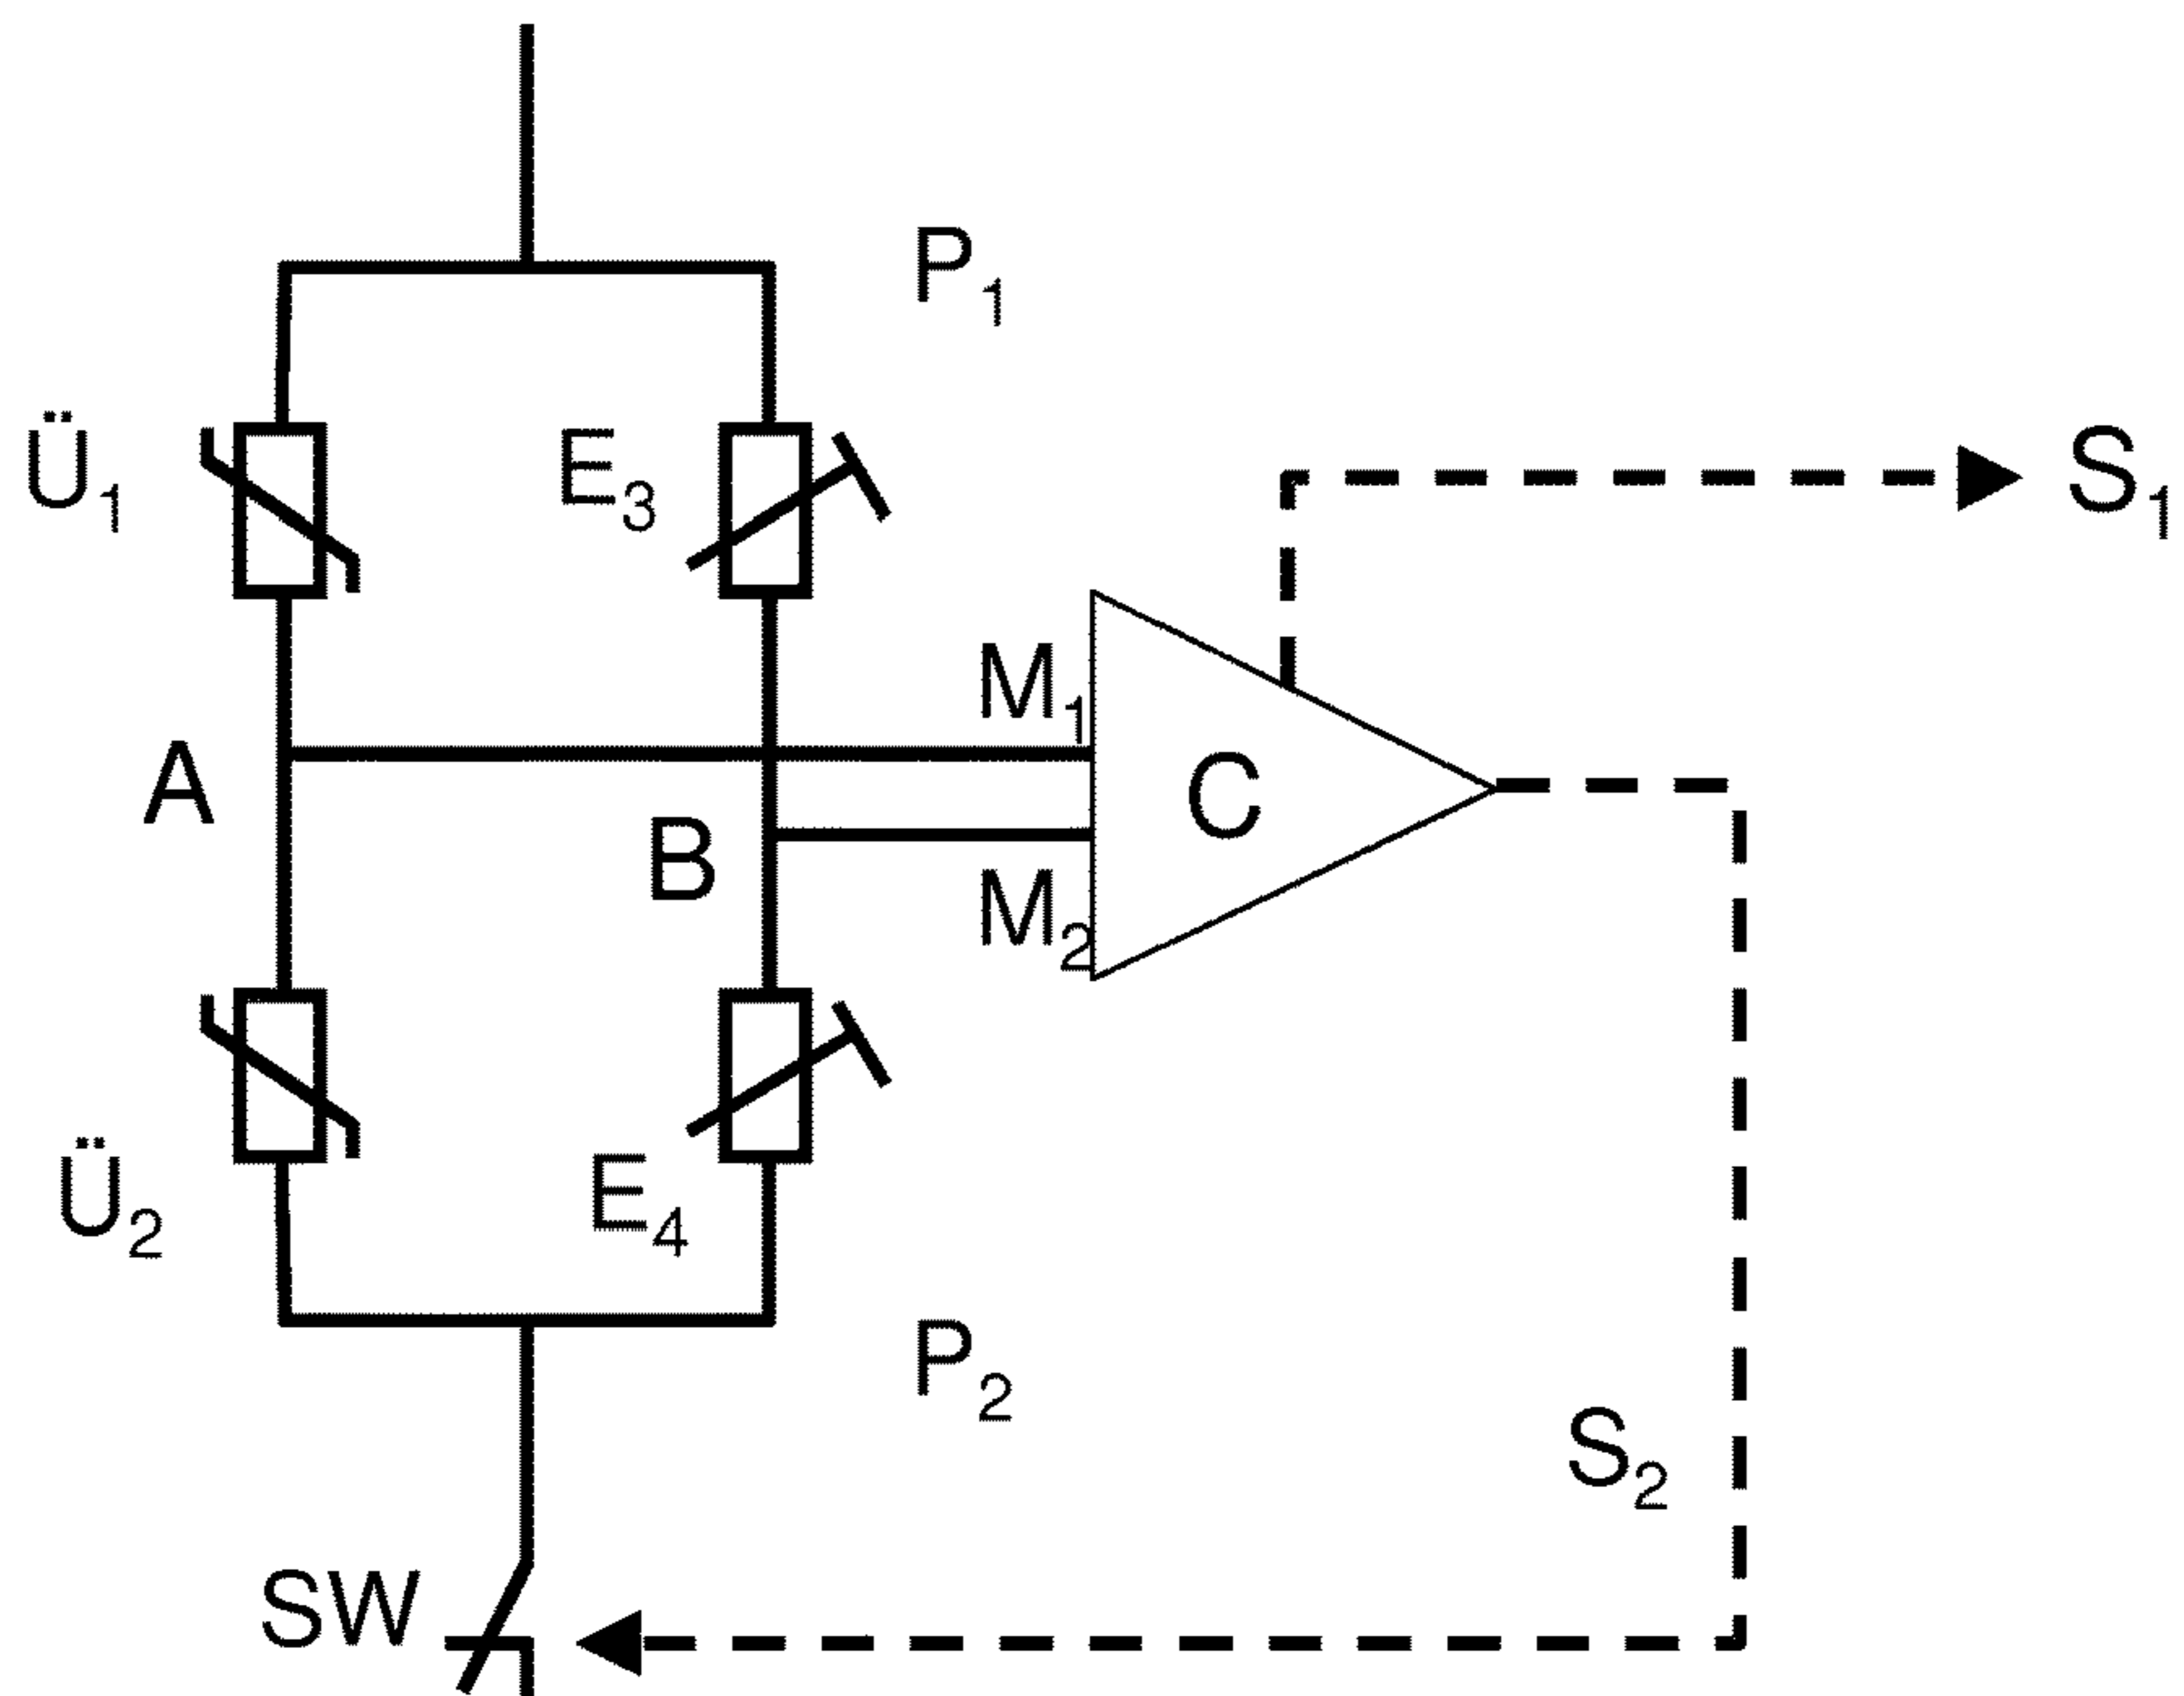 P₁
Ü₁
E₃
S₁
M₁
A
C
B
M₂
Ü₂
E₄
P₂
S₂
SW